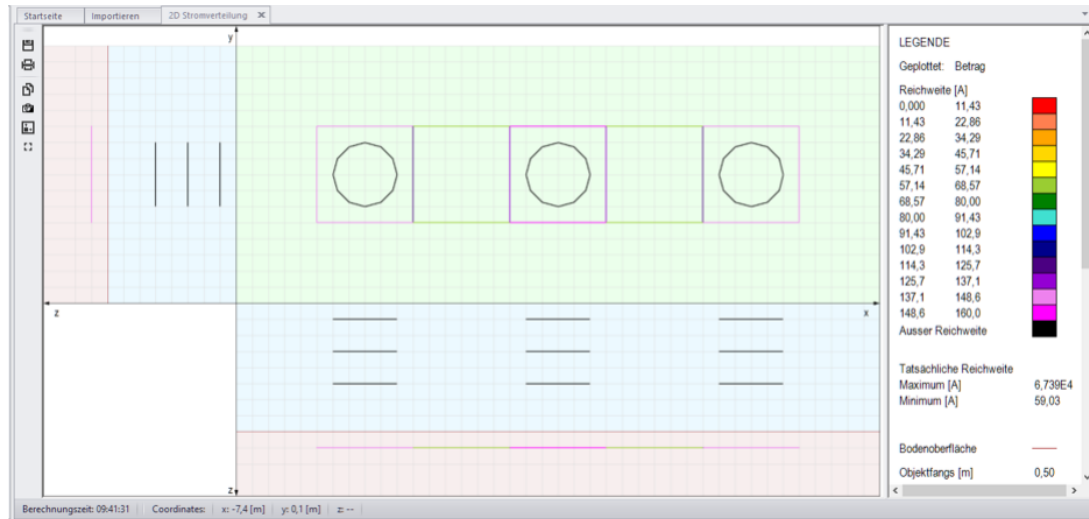 Startseite Importieren 2D Stromverteilung
y
z
x
z
LEGENDE
Geplottet: Betrag
Reichweite [A]
0,000 11,43
11,43 22,86
22,86 34,29
34,29 45,71
45,71 57,14
57,14 68,57
68,57 80,00
80,00 91,43
91,43 102,9
102,9 114,3
114,3 125,7
125,7 137,1
137,1 148,6
148,6 160,0
Ausser Reichweite
Tatsächliche Reichweite
Maximum [A] 6,739E4
Minimum [A] 59,03
Bodenoberfläche
Objektfangs [m] 0,50
Berechnungszeit: 09:41:31 Coordinates: x: -7,4 [m] y: 0,1 [m] z: --